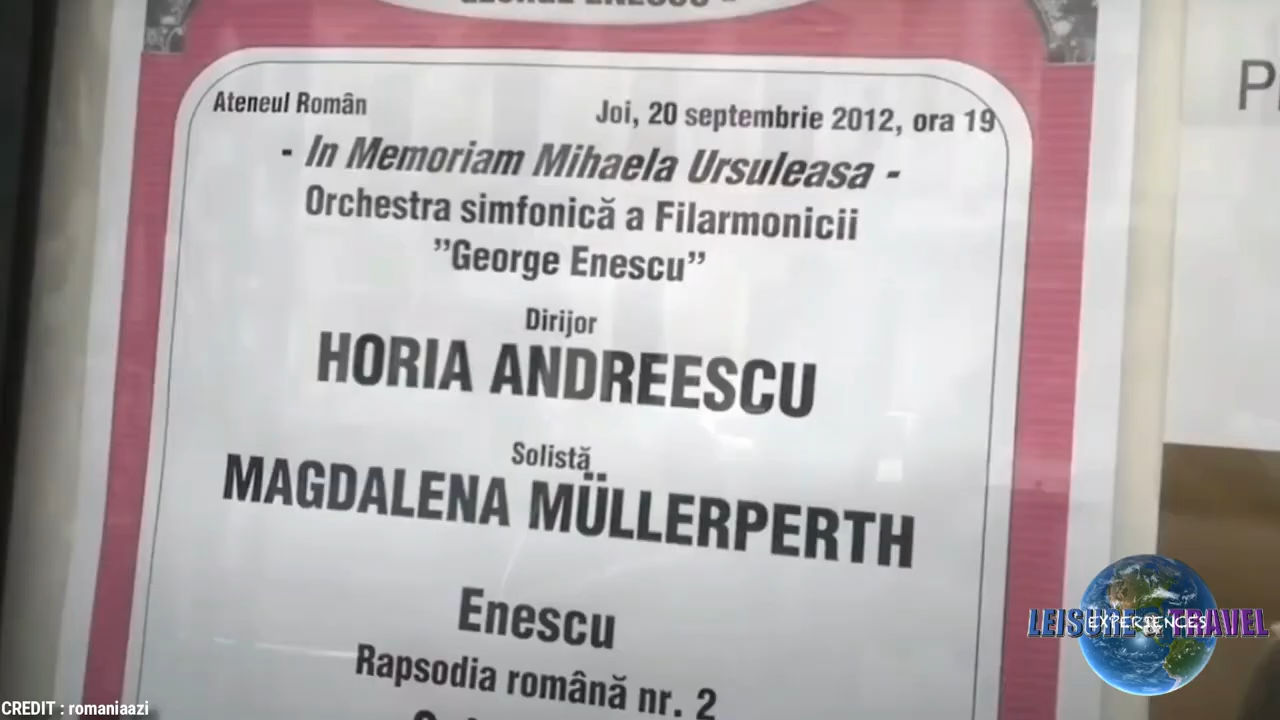 Ateneul Român
Joi, 20 septembrie 2012, ora 19
- In Memoriam Mihaela Ursuleasa -
Orchestra simfonică a Filarmonicii
”George Enescu”
Dirijor
HORIA ANDREESCU
Solistă
MAGDALENA MÜLLERPERTH
Enescu
Rapsodia română nr. 2
LEISURE & TRAVEL
EXPERIENCES
CREDIT : romaniaazi